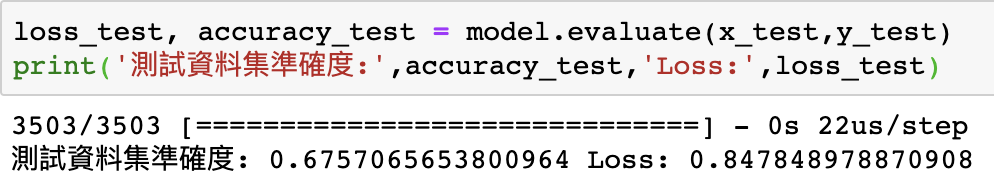 loss_test, accuracy_test = model.evaluate(x_test,y_test)
print('測試資料集準確度:',accuracy_test,'Loss:',loss_test)
3503/3503 [==============================] - 0s 22us/step
測試資料集準確度: 0.6757065653800964 Loss: 0.847848978870908